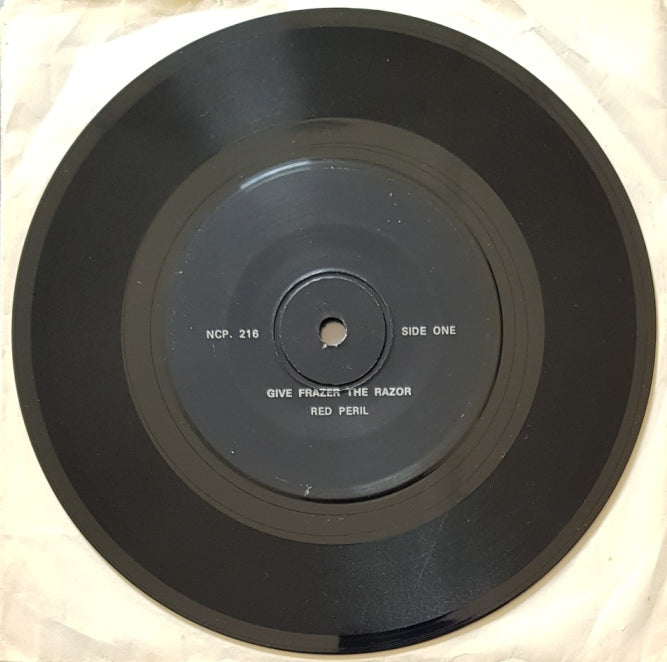 NCP. 216
SIDE ONE
GIVE FRAZER THE RAZOR
RED PERIL